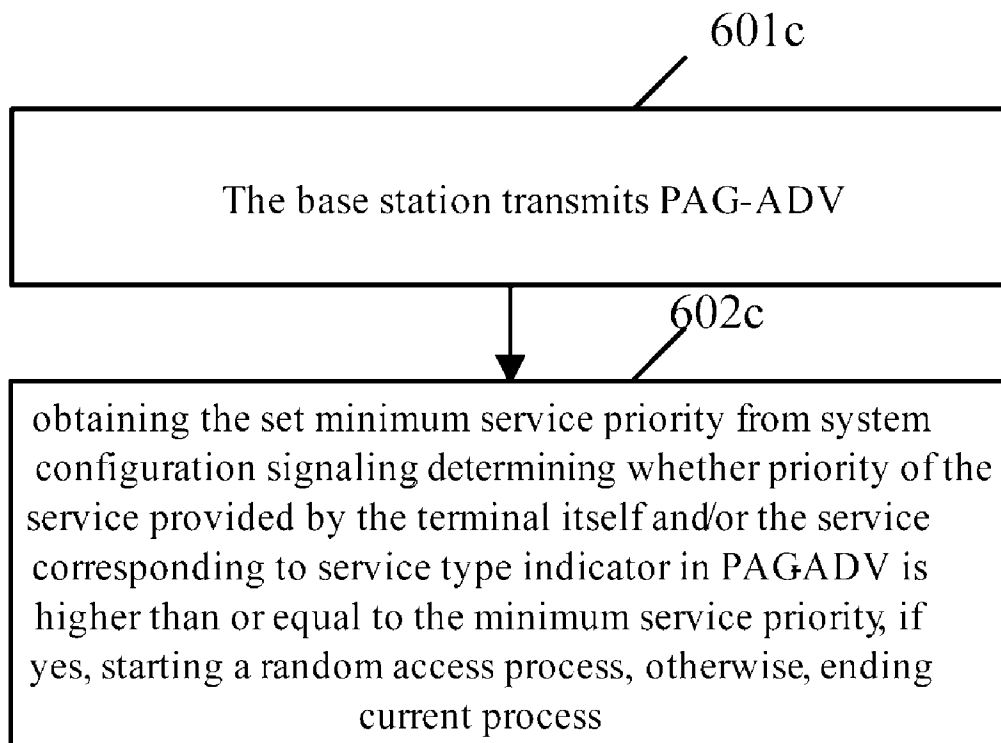 601c
The base station transmits PAG-ADV
602c
obtaining the set minimum service priority from system
configuration signaling determining whether priority of the
service provided by the terminal itself and/or the service
corresponding to service type indicator in PAGADV is
higher than or equal to the minimum service priority, if
yes, starting a random access process, otherwise, ending
current process